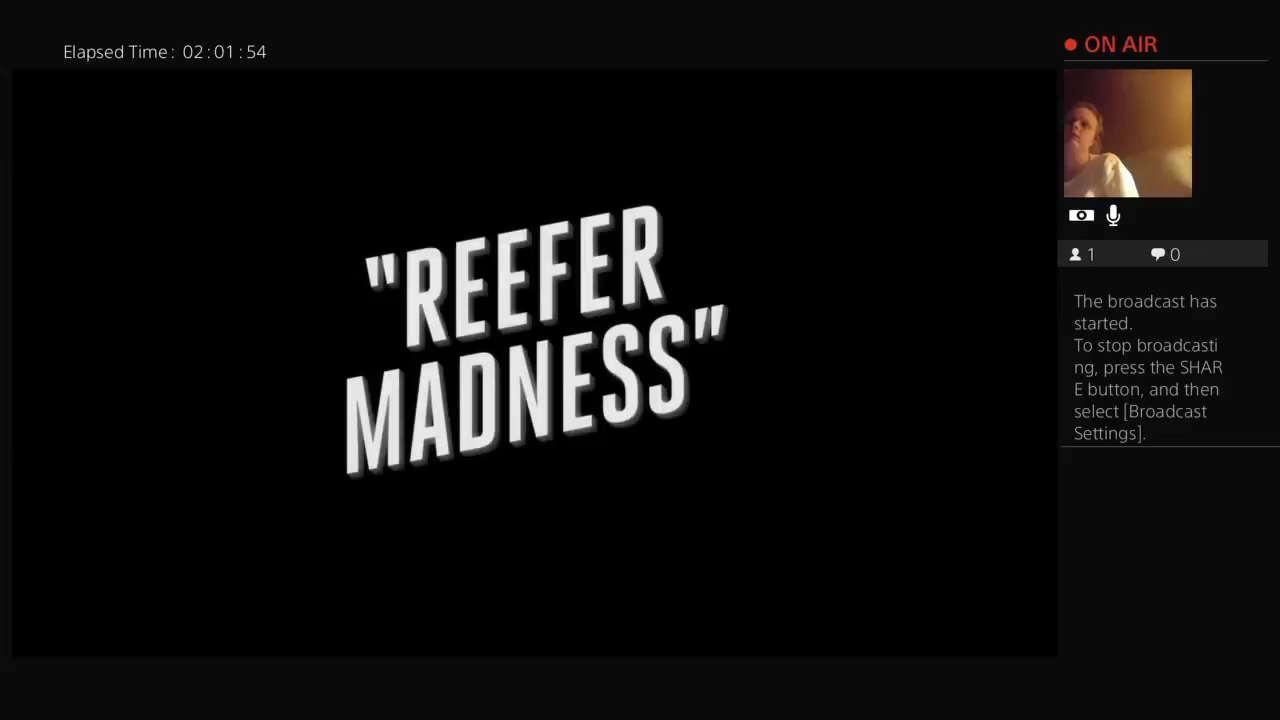 Elapsed Time: 02:01:54
ON AIR
"REEFER
MADNESS"
1 0
The broadcast has
started.
To stop broadcasti
ng, press the SHAR
E button, and then
select [Broadcast
Settings].